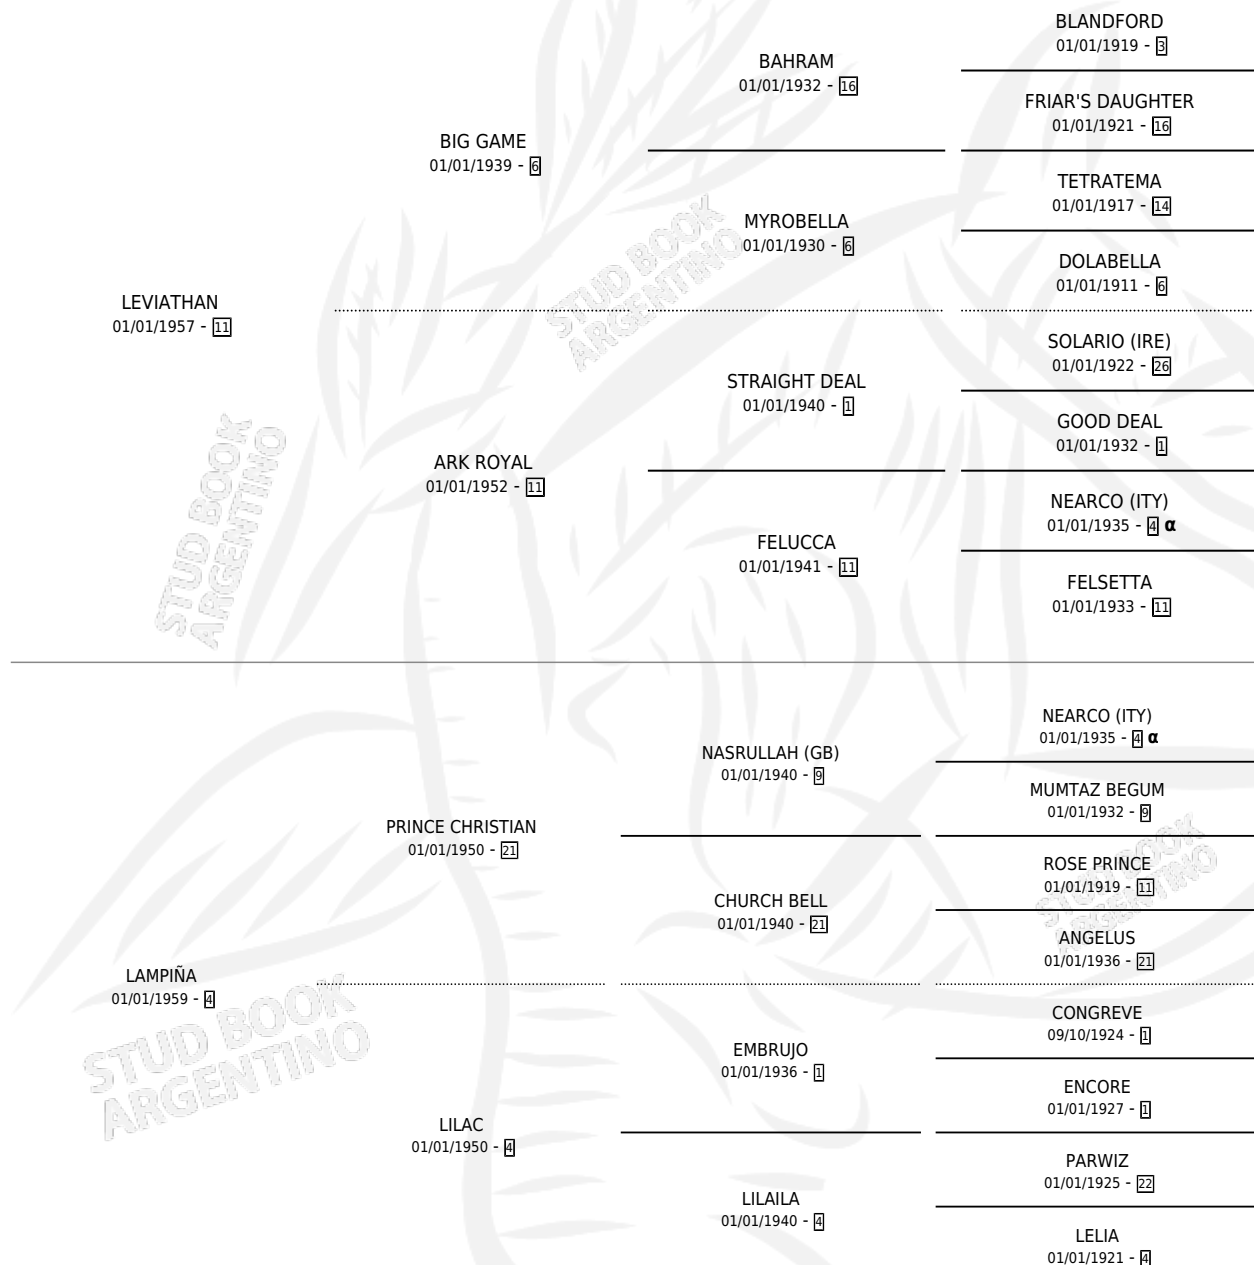 BLANDFORD
01/01/1919 - 3
BAHRAM
01/01/1932 - 16
FRIAR'S DAUGHTER
01/01/1921 - 16
BIG GAME
01/01/1939 - 6
TETRATEMA
01/01/1917 - 14
MYROBELLA
01/01/1930 - 6
DOLABELLA
01/01/1911 - 6
LEVIATHAN
01/01/1957 - 11
SOLARIO (IRE)
01/01/1922 - 26
STRAIGHT DEAL
01/01/1940 - 1
GOOD DEAL
01/01/1932 - 1
ARK ROYAL
01/01/1952 - 11
NEARCO (ITY)
01/01/1935 - 4 α
FELUCCA
01/01/1941 - 11
FELSETTA
01/01/1933 - 11
NEARCO (ITY)
01/01/1935 - 4 α
NASRULLAH (GB)
01/01/1940 - 9
MUMTAZ BEGUM
01/01/1932 - 9
PRINCE CHRISTIAN
01/01/1950 - 21
ROSE PRINCE
01/01/1919 - 11
CHURCH BELL
01/01/1940 - 21
ANGELUS
01/01/1936 - 21
LAMPIÑA
01/01/1959 - 4
CONGREVE
09/10/1924 - 1
EMBRUJO
01/01/1936 - 1
ENCORE
01/01/1927 - 1
LILAC
01/01/1950 - 4
PARWIZ
01/01/1925 - 22
LILAILA
01/01/1940 - 4
LELIA
01/01/1921 - 4
STUD BOOK
ARGENTINO
STUD BOOK
ARGENTINO
STUD BOOK
ARGENTINO
STUD BOOK
ARGENTINO